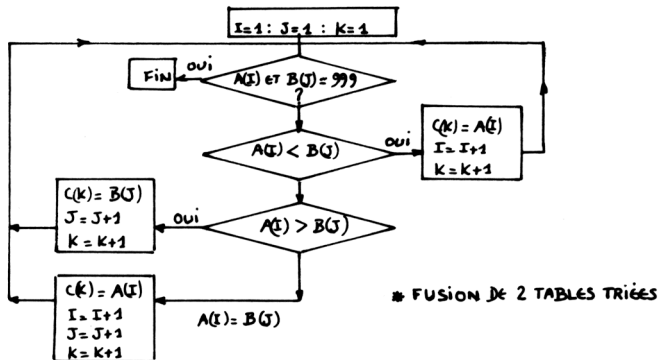 I=1 : J=1 : K=1
oui
FIN
A(I) ET B(J) = 999
?
A(I) < B(J)
oui
C(K) = A(I)
I = I+1
K = K+1
C(K) = B(J)
J = J+1
K = K+1
oui
A(I) > B(J)
C(K) = A(I)
I = I+1
J = J+1
K = K+1
A(I) = B(J)
* FUSION DE 2 TABLES TRIÉES